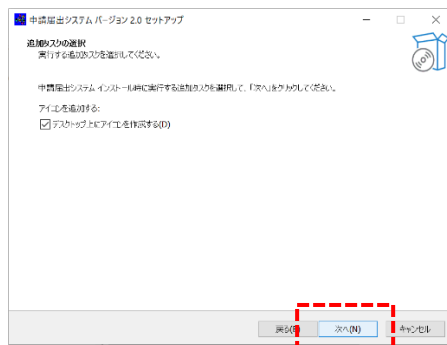 申請届出システム バージョン 2.0 セットアップ
追加タスクの選択
実行する追加タスクを選択してください。
申請届出システム インストール時に実行する追加タスクを選択して、「次へ」をクリックしてください。
アイコンを追加する:
デスクトップ上にアイコンを作成する(D)
戻る(B
次へ(N)
キャンセル